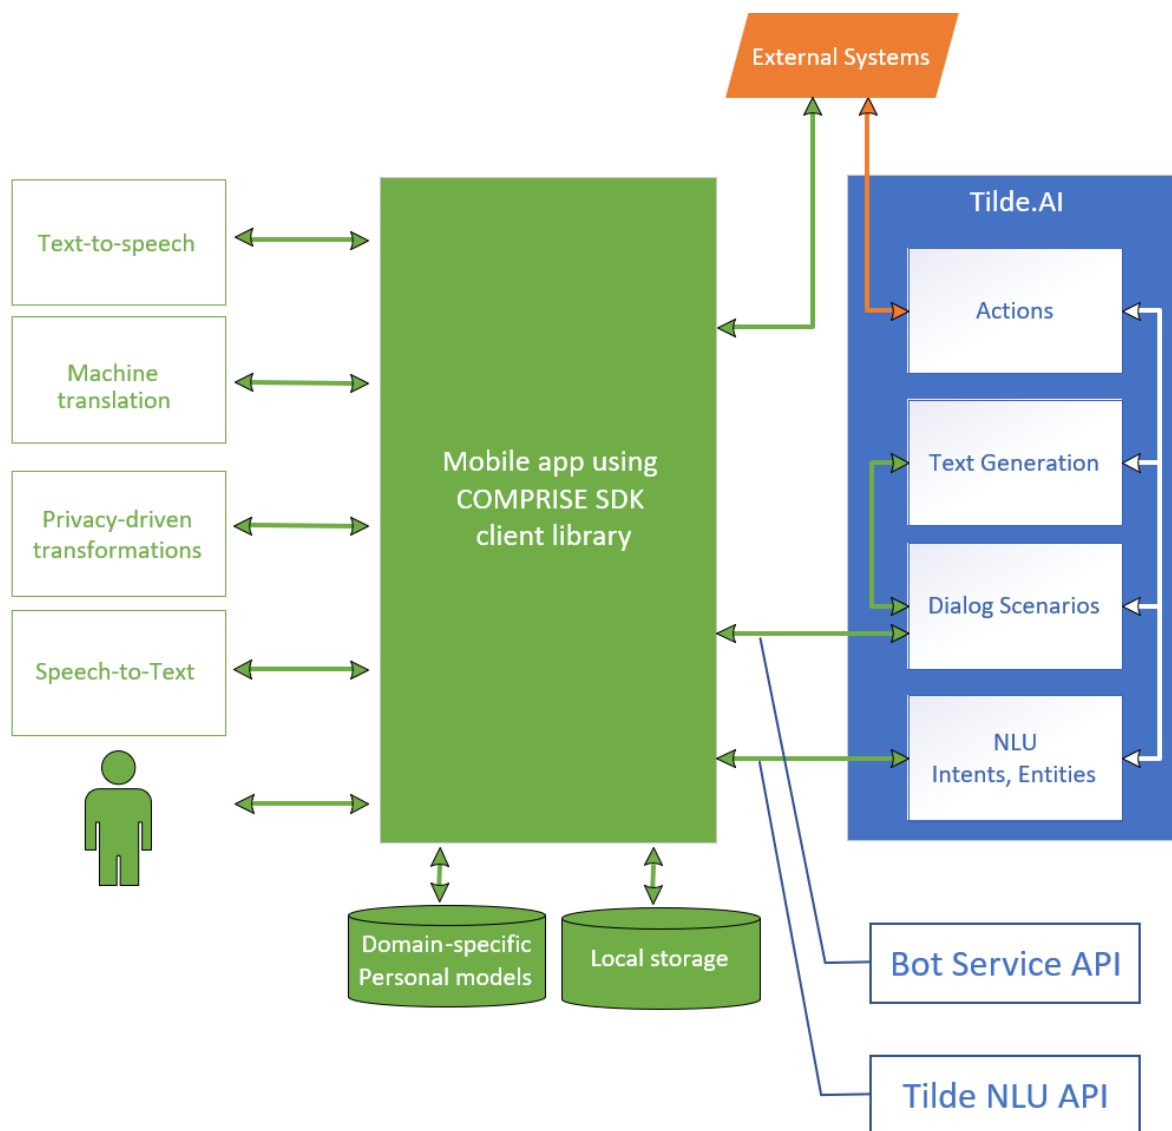 External Systems
Tilde.AI
Text-to-speech
Actions
Machine
translation
Text Generation
Mobile app using
COMPRISE SDK
client library
Privacy-driven
transformations
Dialog Scenarios
Speech-to-Text
NLU
Intents, Entities
Domain-specific
Personal models
Local storage
Bot Service API
Tilde NLU API